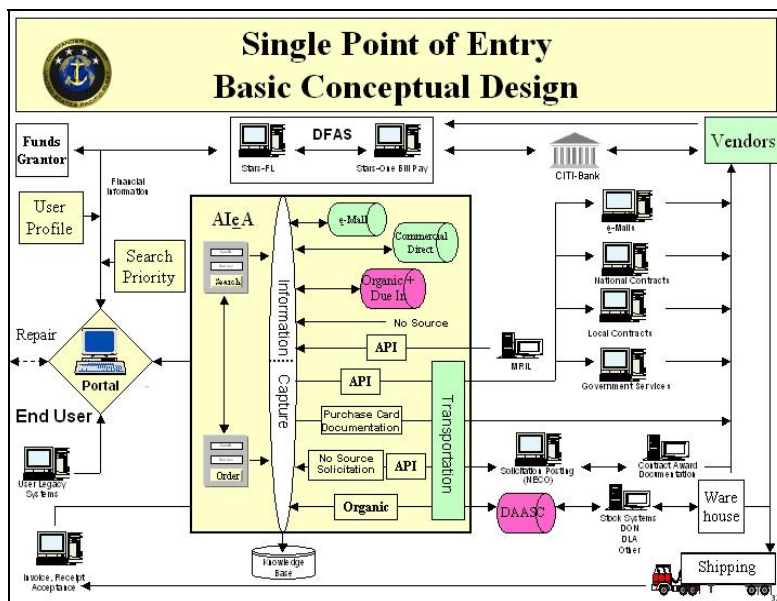 Single Point of Entry
Basic Conceptual Design
Funds
Grantor
DFAS
Stars-FL
Stars-One Bill Pay
CITI-Bank
Vendors
Financial
Information
User
Profile
Search
Priority
AIeA
Search
e-Mall
Commercial
Direct
Organic +
Due In
No Source
API
MRIL
Information
Capture
API
Purchase Card
Documentation
No Source
Solicitation
API
Organic
Transportation
Order
Knowledge
Base
e-Malls
National Contracts
Local Contracts
Government Services
Solicitation Posting
(NECO)
Contract Award
Documentation
DAASC
Stock Systems
DON
DLA
Other
Ware
house
Shipping
Repair
Portal
End User
User Legacy
Systems
Invoice, Receipt
Acceptance